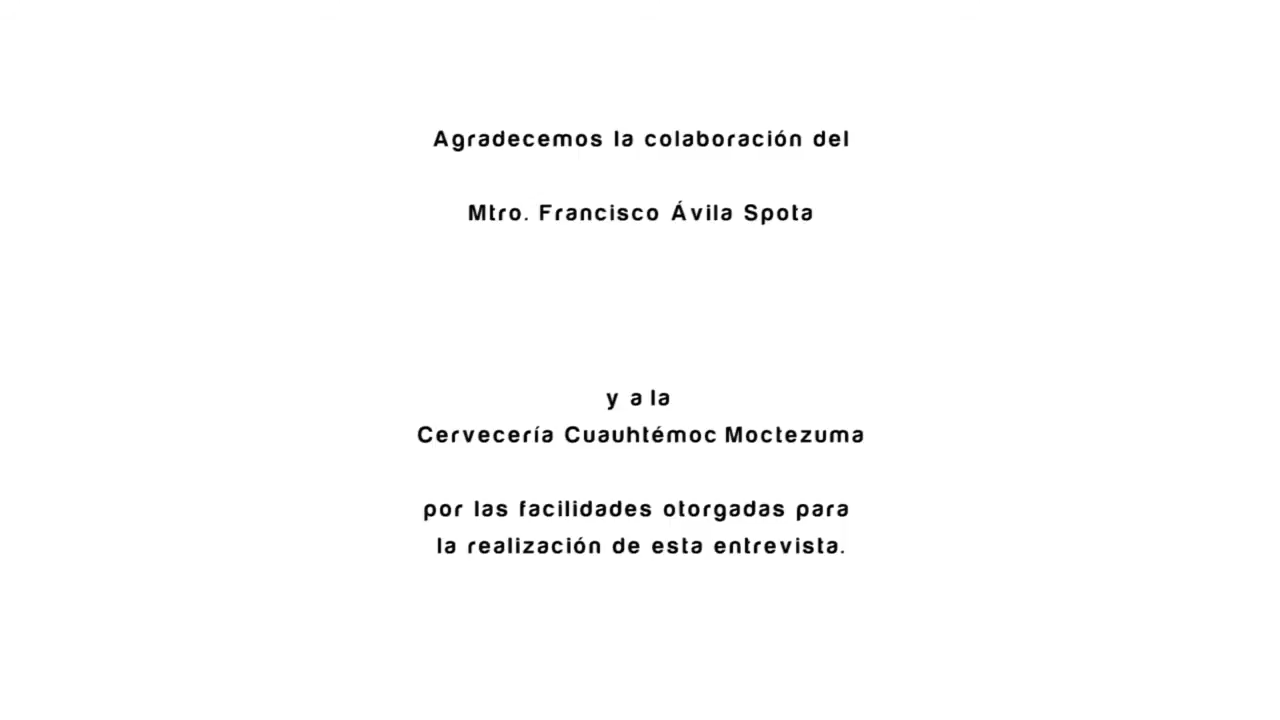 Agradecemos la colaboración del
Mtro. Francisco Ávila Spota
y a la
Cervecería Cuauhtémoc Moctezuma
por las facilidades otorgadas para
la realización de esta entrevista.